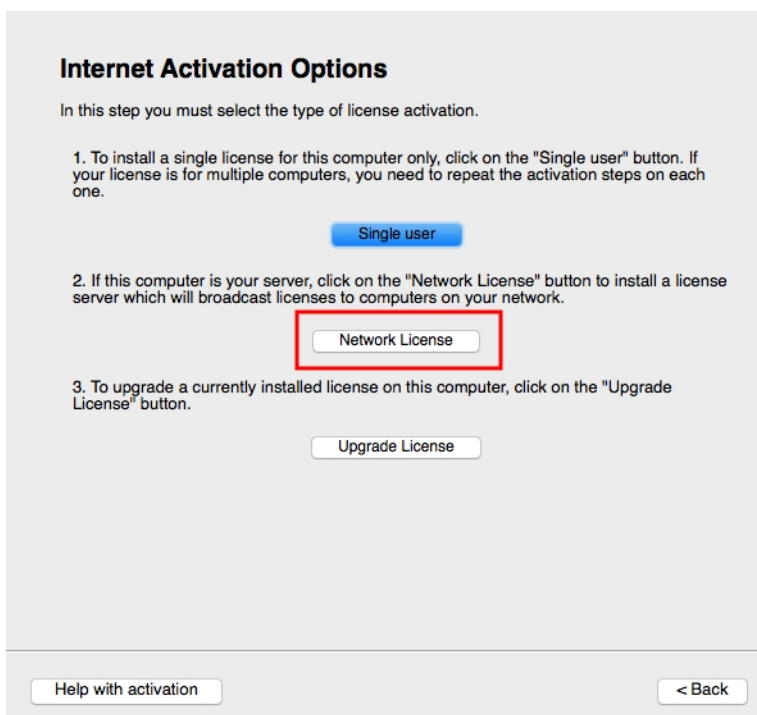 Internet Activation Options
In this step you must select the type of license activation.
1. To install a single license for this computer only, click on the "Single user" button. If
your license is for multiple computers, you need to repeat the activation steps on each
one.
Single user
2. If this computer is your server, click on the "Network License" button to install a license
server which will broadcast licenses to computers on your network.
Network License
3. To upgrade a currently installed license on this computer, click on the "Upgrade
License" button.
Upgrade License
Help with activation
< Back